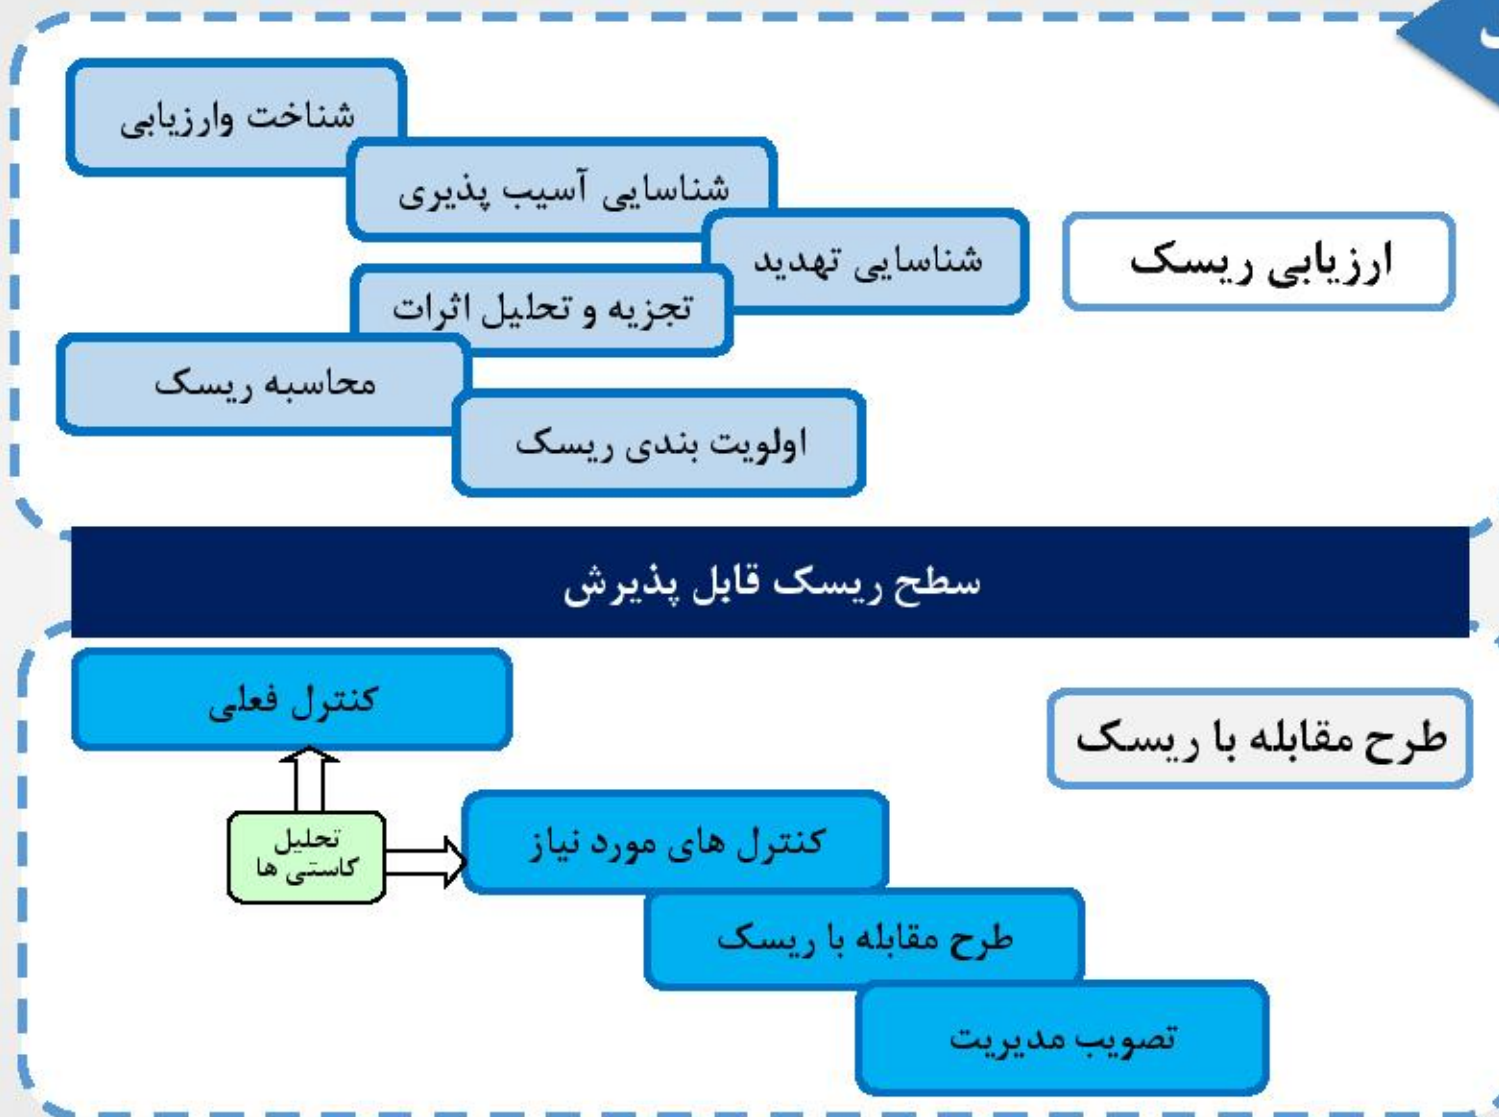 شناخت وارزیابی
شناسایی آسیب پذیری
شناسایی تهدید
ارزیابی ریسک
تجزیه و تحلیل اثرات
محاسبه ریسک
اولویت بندی ریسک
سطح ریسک قابل پذیرش
کنترل فعلی
طرح مقابله با ریسک
تحلیل
کاستی ها
کنترل های مورد نیاز
طرح مقابله با ریسک
تصویب مدیریت